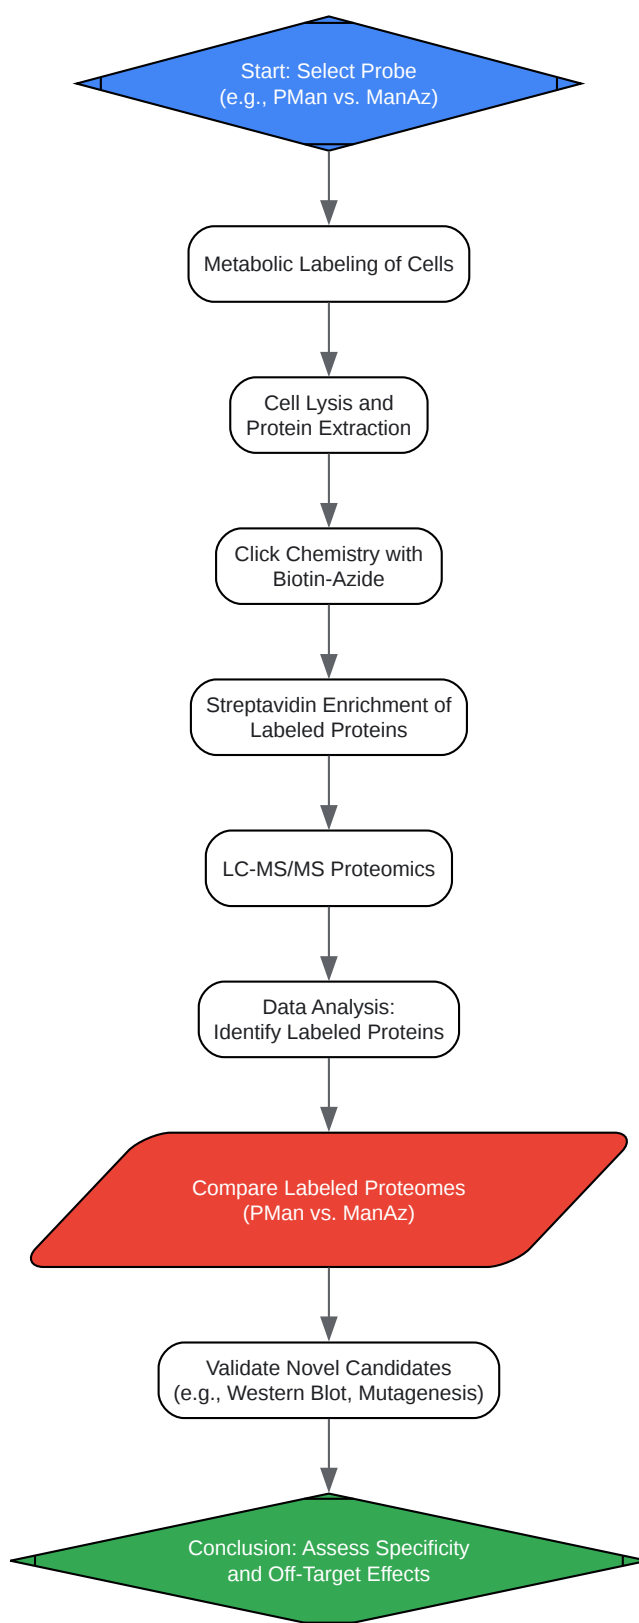 Start: Select Probe
(e.g., PMan vs. ManAz)
Metabolic Labeling of Cells
Cell Lysis and
Protein Extraction
Click Chemistry with
Biotin-Azide
Streptavidin Enrichment of
Labeled Proteins
LC-MS/MS Proteomics
Data Analysis:
Identify Labeled Proteins
Compare Labeled Proteomes
(PMan vs. ManAz)
Validate Novel Candidates
(e.g., Western Blot, Mutagenesis)
Conclusion: Assess Specificity
and Off-Target Effects